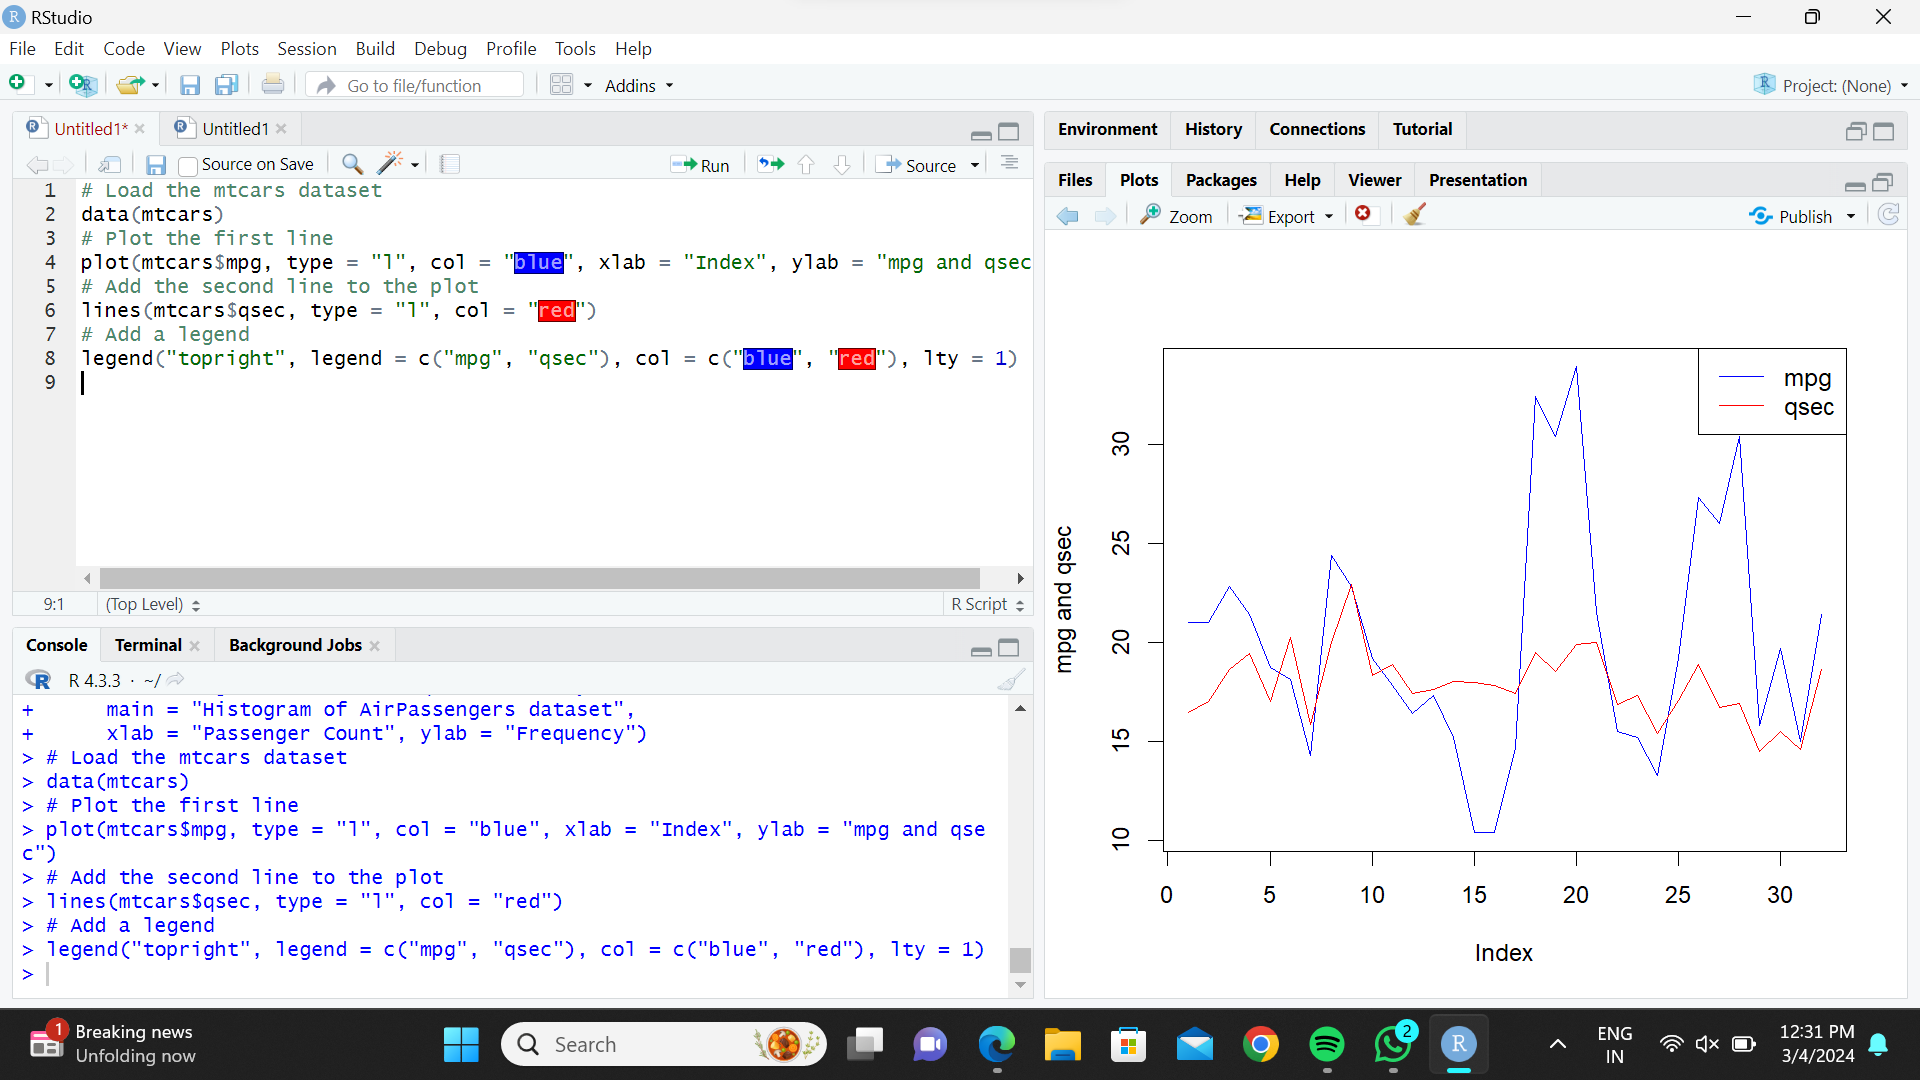 RStudio
File Edit Code View Plots Session Build Debug Profile Tools Help
Go to file/function Addins Project: (None)
Untitled1* Untitled1
Source on Save Run Source
1 # Load the mtcars dataset
2 data(mtcars)
3 # Plot the first line
4 plot(mtcars$mpg, type = "l", col = "blue", xlab = "Index", ylab = "mpg and qsec
5 # Add the second line to the plot
6 lines(mtcars$qsec, type = "l", col = "red")
7 # Add a legend
8 legend("topright", legend = c("mpg", "qsec"), col = c("blue", "red"), lty = 1)
9
9:1 (Top Level) R Script
Console Terminal Background Jobs
R R 4.3.3 · ~/
+ main = "Histogram of AirPassengers dataset",
+ xlab = "Passenger Count", ylab = "Frequency")
> # Load the mtcars dataset
> data(mtcars)
> # Plot the first line
> plot(mtcars$mpg, type = "l", col = "blue", xlab = "Index", ylab = "mpg and qse
c")
> # Add the second line to the plot
> lines(mtcars$qsec, type = "l", col = "red")
> # Add a legend
> legend("topright", legend = c("mpg", "qsec"), col = c("blue", "red"), lty = 1)
>
Environment History Connections Tutorial
Files Plots Packages Help Viewer Presentation
Zoom Export Publish
mpg
qsec
30
25
20
15
10
mpg and qsec
0 5 10 15 20 25 30
Index
1 Breaking news
Unfolding now
Search
2
R
ENG
IN
12:31 PM
3/4/2024